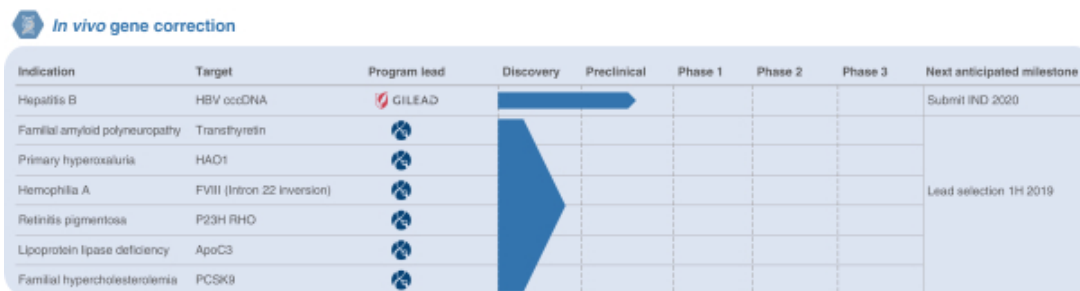 In vivo gene correction
Indication Target Program lead Discovery Preclinical Phase 1 Phase 2 Phase 3 Next anticipated milestone
Hepatitis B HBV cccDNA GILEAD Submit IND 2020
Familial amyloid polyneuropathy Transthyretin
Primary hyperoxaluria HAO1
Hemophilia A FVIII (Intron 22 inversion) Lead selection 1H 2019
Retinitis pigmentosa P23H RHO
Lipoprotein lipase deficiency ApoC3
Familial hypercholesterolemia PCSK9